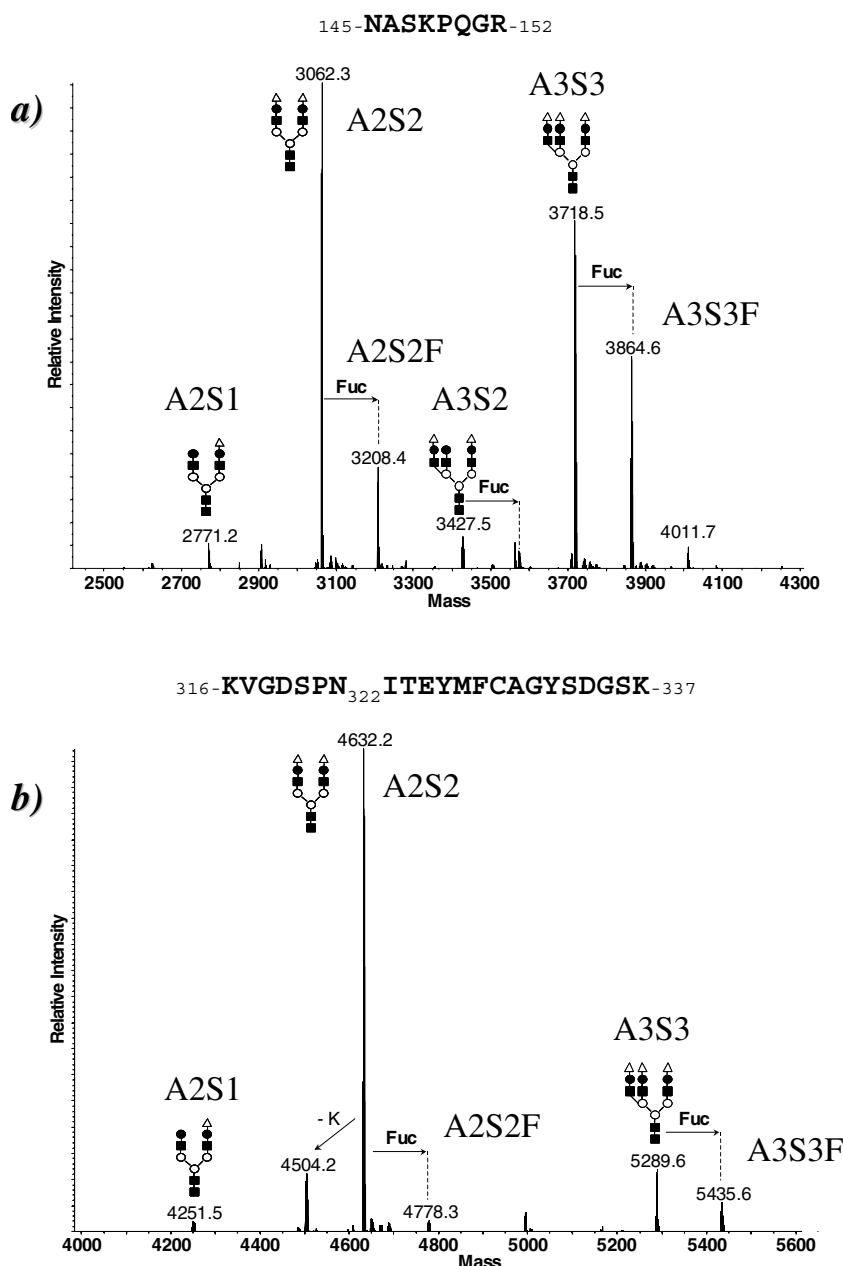 145-NASKPQGR-152
a)
3062.3
A2S2
A3S3
3718.5
Fuc
A3S3F
3864.6
A2S2F
Fuc
3208.4
A2S1
2771.2
A3S2
Fuc
3427.5
4011.7
Relative Intensity
2500 2700 2900 3100 3300 3500 3700 3900 4100 4300
Mass
316-KVGDSPN322ITEYMFCAGYSDGSK-337
b)
4632.2
A2S2
A3S3
Fuc
A3S3F
5289.6
5435.6
A2S1
4251.5
- K
4504.2
Fuc
A2S2F
4778.3
Relative Intensity
4000 4200 4400 4600 4800 5000 5200 5400 5600
Mass